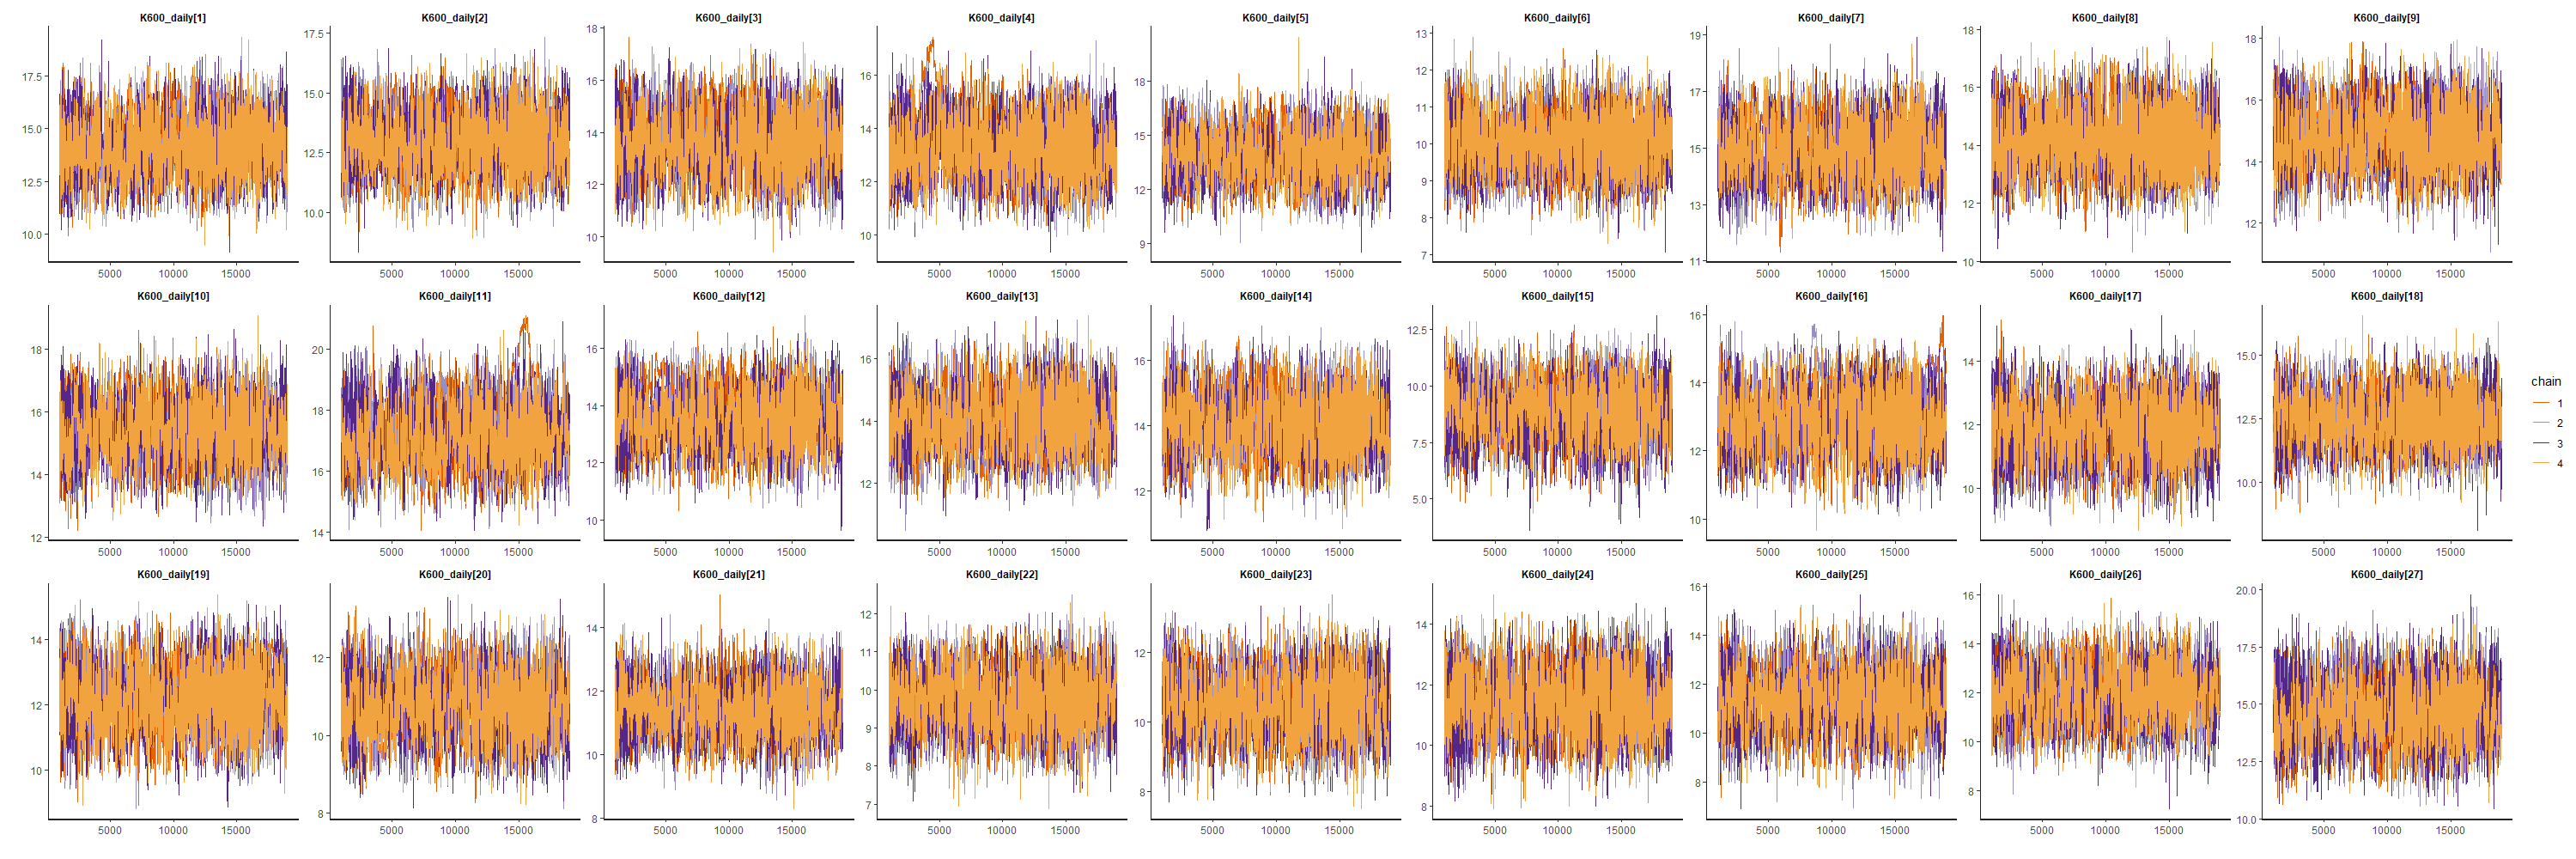 K600_daily[1] K600_daily[2] K600_daily[3] K600_daily[4] K600_daily[5] K600_daily[6] K600_daily[7] K600_daily[8] K600_daily[9]
17.5 15.0 12.5 10.0
17.5 15.0 12.5 10.0
18 16 14 12 10
16 14 12 10
18 15 12 9
13 12 11 10 9 8 7
19 17 15 13 11
18 16 14 12 10
18 16 14 12
5000 10000 15000 5000 10000 15000 5000 10000 15000 5000 10000 15000 5000 10000 15000 5000 10000 15000 5000 10000 15000 5000 10000 15000 5000 10000 15000
K600_daily[10] K600_daily[11] K600_daily[12] K600_daily[13] K600_daily[14] K600_daily[15] K600_daily[16] K600_daily[17] K600_daily[18]
18 16 14 12
20 18 16 14
16 14 12 10
16 14 12
16 14 12
12.5 10.0 7.5 5.0
16 14 12 10
14 12 10
15.0 12.5 10.0
5000 10000 15000 5000 10000 15000 5000 10000 15000 5000 10000 15000 5000 10000 15000 5000 10000 15000 5000 10000 15000 5000 10000 15000 5000 10000 15000
K600_daily[19] K600_daily[20] K600_daily[21] K600_daily[22] K600_daily[23] K600_daily[24] K600_daily[25] K600_daily[26] K600_daily[27]
14 12 10
12 10 8
14 12 10 8
12 11 10 9 8 7
12 10 8
14 12 10 8
16 14 12 10 8
16 14 12 10 8
20.0 17.5 15.0 12.5 10.0
5000 10000 15000 5000 10000 15000 5000 10000 15000 5000 10000 15000 5000 10000 15000 5000 10000 15000 5000 10000 15000 5000 10000 15000 5000 10000 15000
chain
1
2
3
4